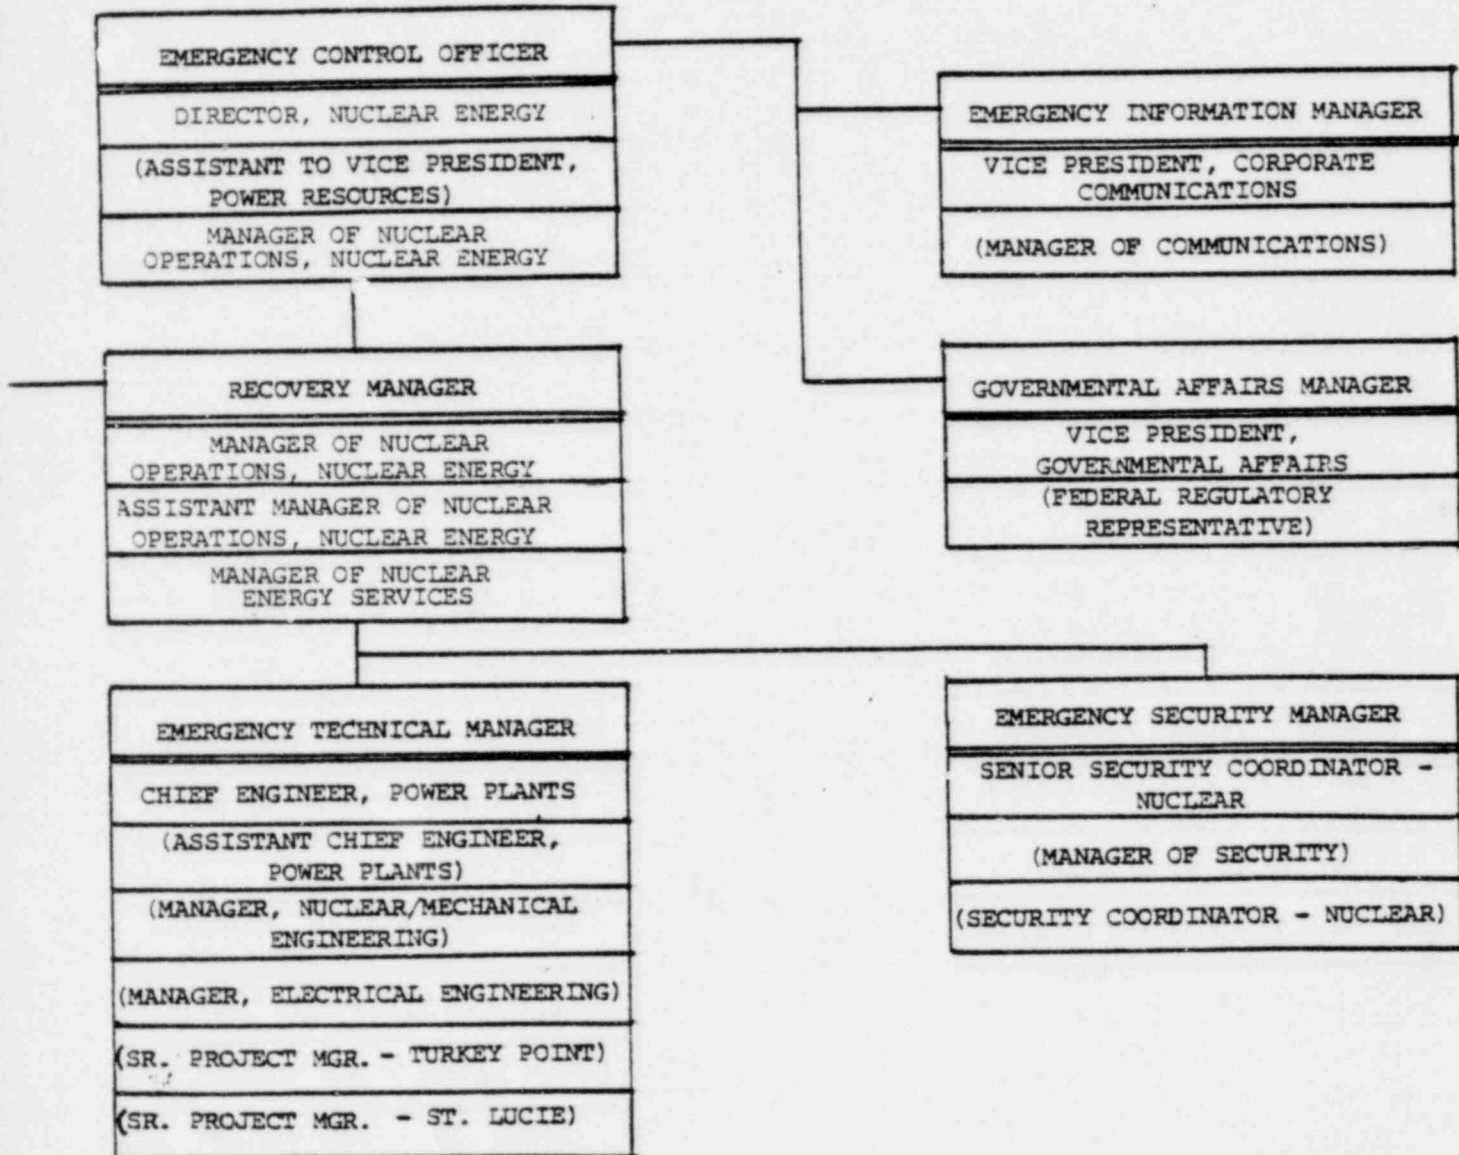 EMERGENCY CONTROL OFFICER
DIRECTOR, NUCLEAR ENERGY
(ASSISTANT TO VICE PRESIDENT,
POWER RESOURCES)
MANAGER OF NUCLEAR
OPERATIONS, NUCLEAR ENERGY
EMERGENCY INFORMATION MANAGER
VICE PRESIDENT, CORPORATE
COMMUNICATIONS
(MANAGER OF COMMUNICATIONS)
RECOVERY MANAGER
MANAGER OF NUCLEAR
OPERATIONS, NUCLEAR ENERGY
ASSISTANT MANAGER OF NUCLEAR
OPERATIONS, NUCLEAR ENERGY
MANAGER OF NUCLEAR
ENERGY SERVICES
GOVERNMENTAL AFFAIRS MANAGER
VICE PRESIDENT,
GOVERNMENTAL AFFAIRS
(FEDERAL REGULATORY
REPRESENTATIVE)
EMERGENCY TECHNICAL MANAGER
CHIEF ENGINEER, POWER PLANTS
(ASSISTANT CHIEF ENGINEER,
POWER PLANTS)
(MANAGER, NUCLEAR/MECHANICAL
ENGINEERING)
(MANAGER, ELECTRICAL ENGINEERING)
(SR. PROJECT MGR. - TURKEY POINT)
(SR. PROJECT MGR. - ST. LUCIE)
EMERGENCY SECURITY MANAGER
SENIOR SECURITY COORDINATOR -
NUCLEAR
(MANAGER OF SECURITY)
(SECURITY COORDINATOR - NUCLEAR)